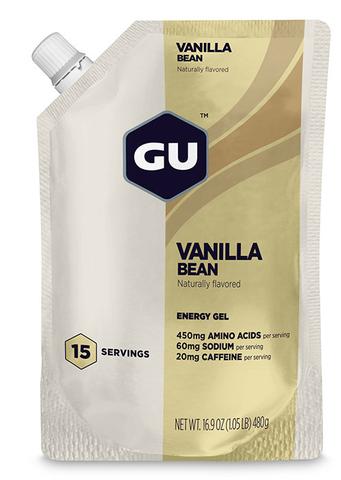 VANILLA
BEAN
Naturally flavored
™
GU
VANILLA
BEAN
Naturally flavored
ENERGY GEL
450mg AMINO ACIDS per serving
60mg SODIUM per serving
20mg CAFFEINE per serving
15 SERVINGS
NET WT. 16.9 OZ (1.05 LB) 480g